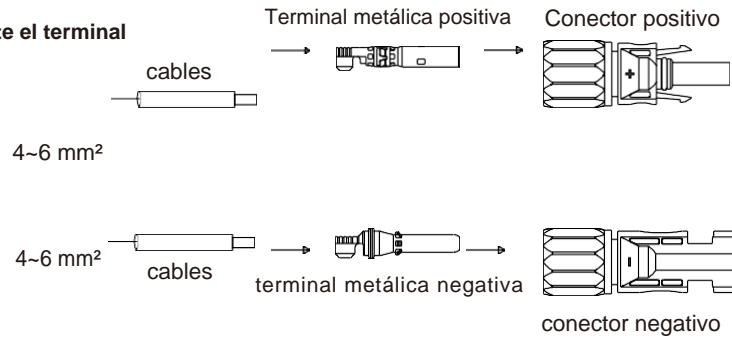 Terminal metálica positiva
Conector positivo
te el terminal
cables
+
4~6 mm²
4~6 mm²
cables
terminal metálica negativa
-
conector negativo